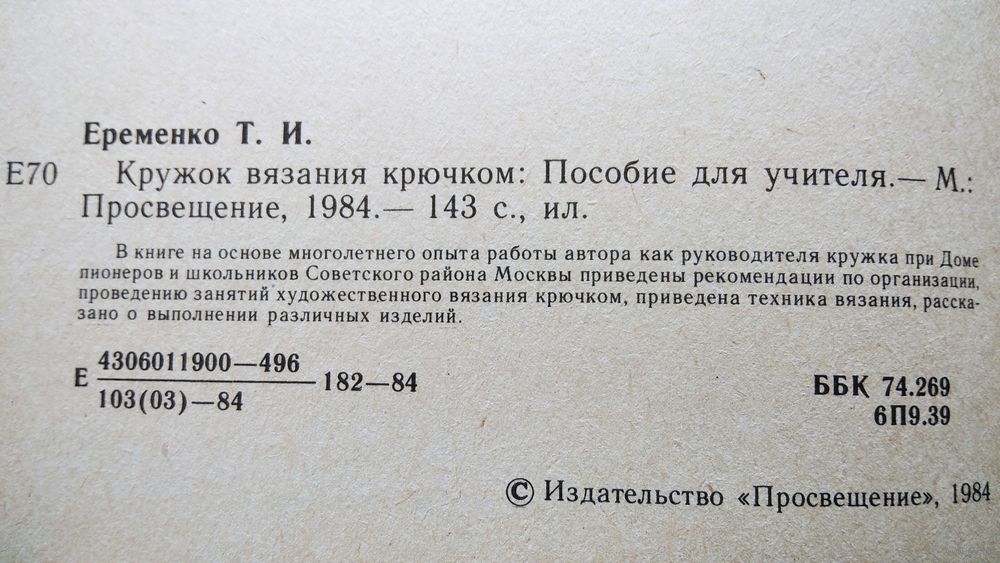 Еременко Т. И.
Е70 Кружок вязания крючком: Пособие для учителя.— М.:
Просвещение, 1984.— 143 с., ил.
В книге на основе многолетнего опыта работы автора как руководителя кружка при Доме
пионеров и школьников Советского района Москвы приведены рекомендации по организации,
проведению занятий художественного вязания крючком, приведена техника вязания, расска-
зано о выполнении различных изделий.
Е 4306011900—496
103(03)—84 182—84
ББК 74.269
6П9.39
© Издательство «Просвещение», 1984